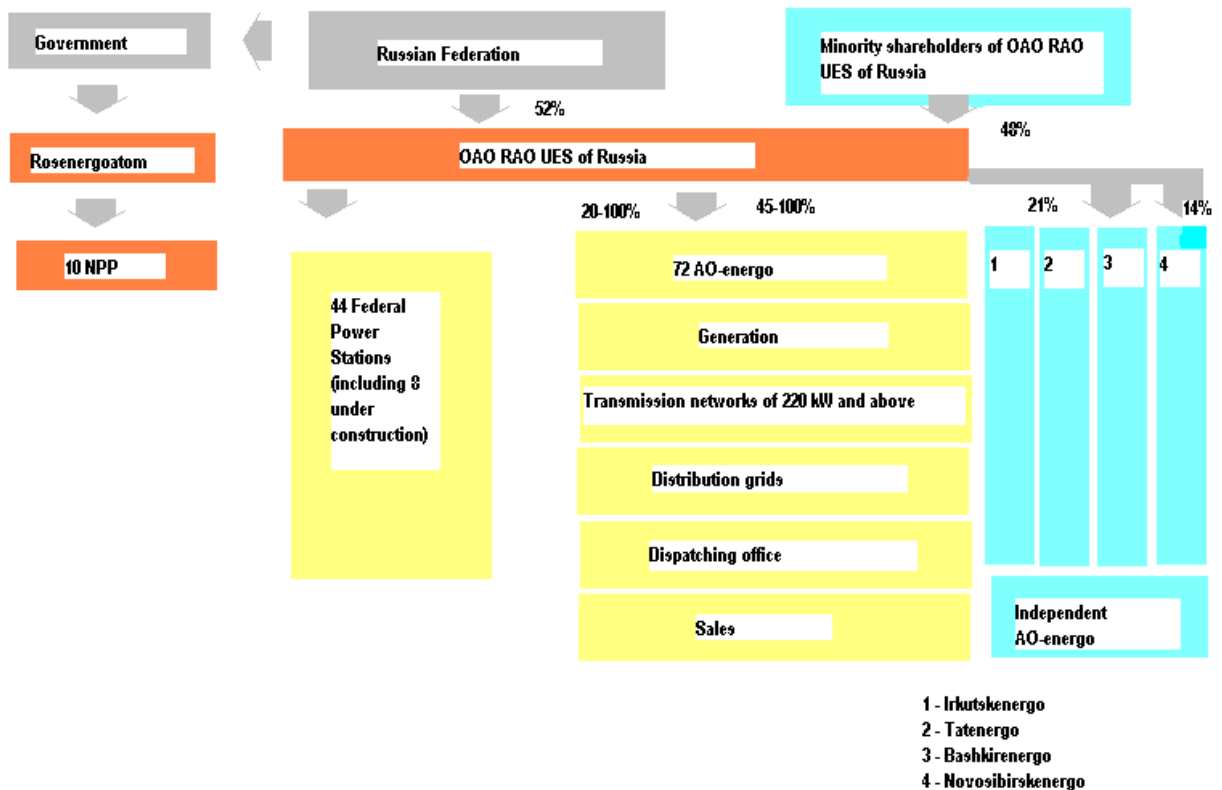 Government
Russian Federation
Minority shareholders of OAO RAO
UES of Russia
52%
48%
Rosenergoatom
OAO RAO UES of Russia
20-100%
45-100%
21%
14%
10 NPP
44 Federal
Power
Stations
(including 8
under
construction)
72 AO-energo
Generation
Transmission networks of 220 kW and above
Distribution grids
Dispatching office
Sales
1
2
3
4
Independent
AO-energo
1 - Irkutskenergo
2 - Tatenergo
3 - Bashkirenergo
4 - Novosibirskenergo